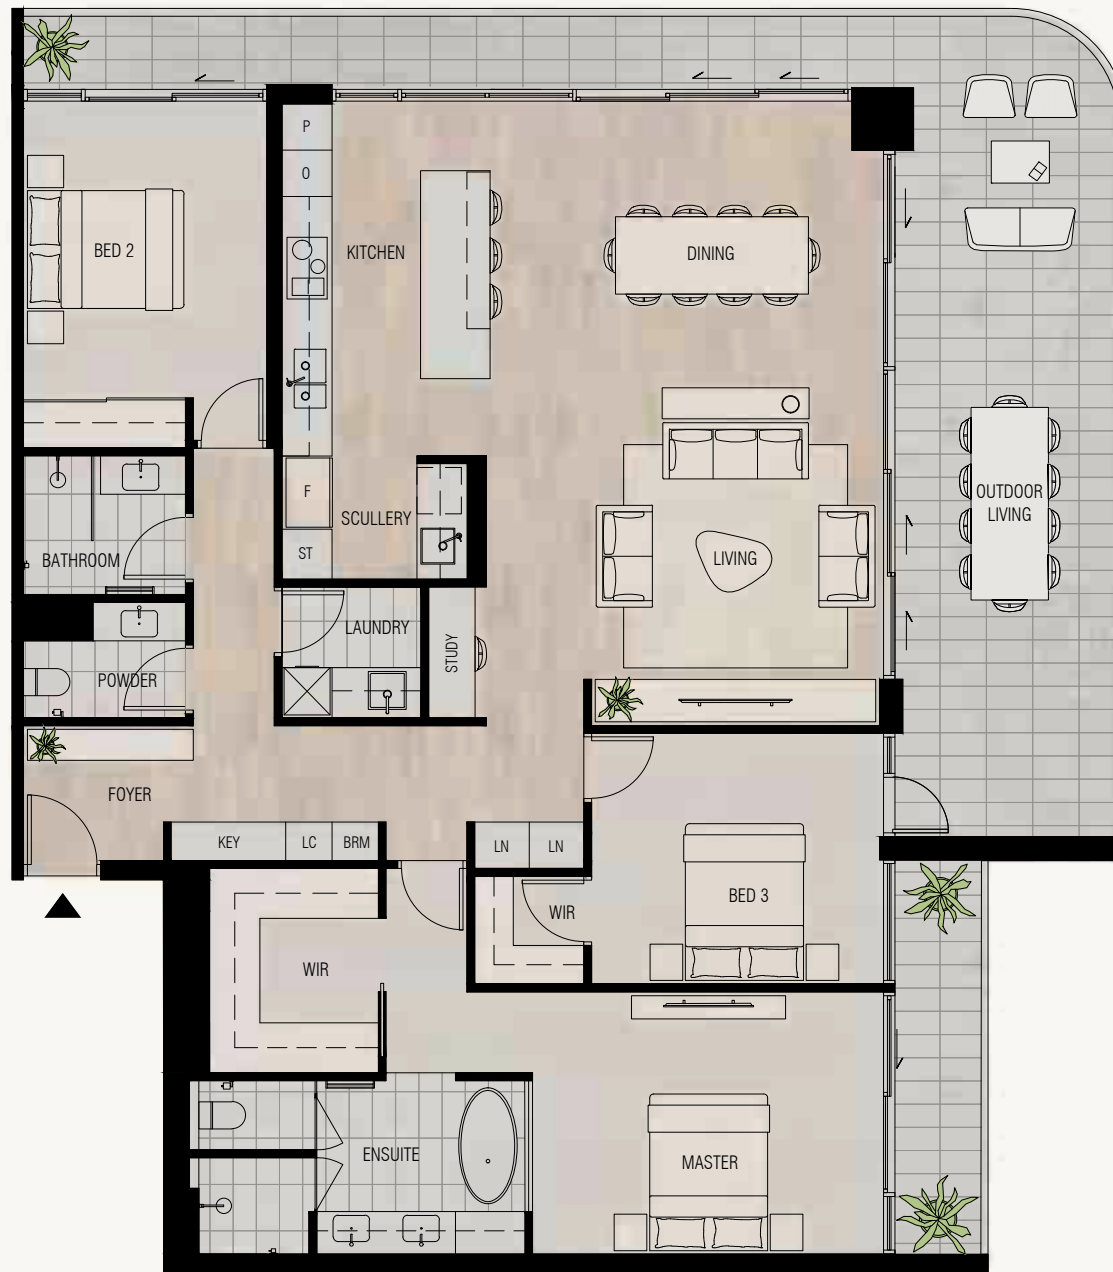 P
O
BED 2
KITCHEN
DINING
F
SCULLERY
OUTDOOR
LIVING
ST
BATHROOM
LIVING
LAUNDRY
STUDY
POWDER
FOYER
KEY
LC
BRM
LN
LN
BED 3
WIR
WIR
ENSUITE
MASTER